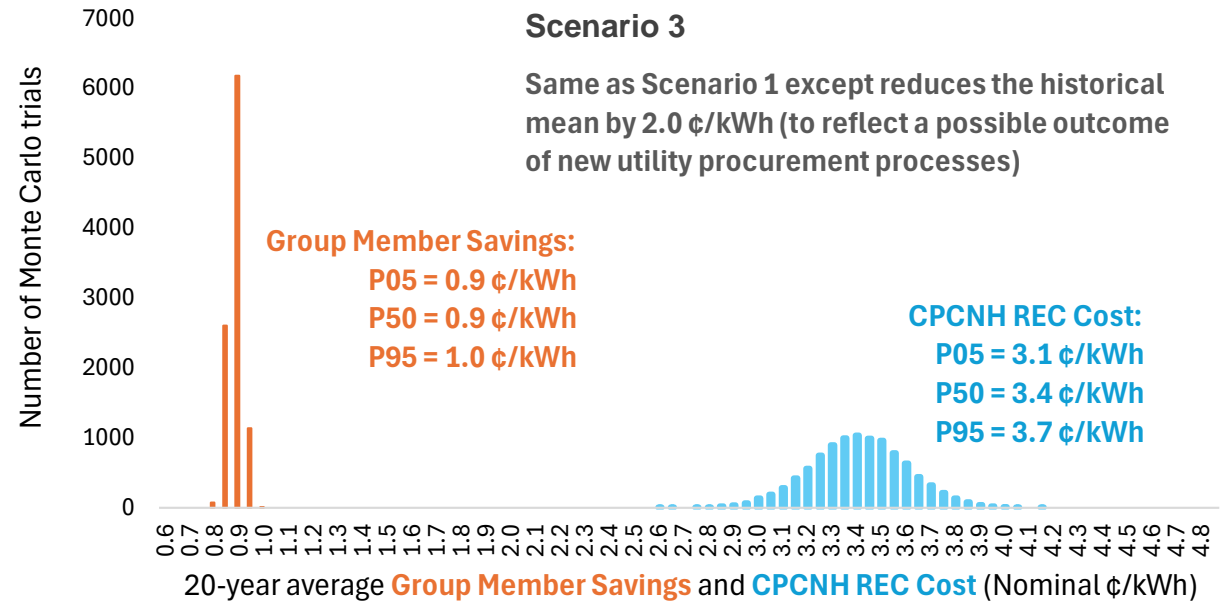 Scenario 3
Same as Scenario 1 except reduces the historical
mean by 2.0 ¢/kWh (to reflect a possible outcome
of new utility procurement processes)
Number of Monte Carlo trials
7000
6000
5000
4000
3000
2000
1000
0
Group Member Savings:
P05 = 0.9 ¢/kWh
P50 = 0.9 ¢/kWh
P95 = 1.0 ¢/kWh
CPCNH REC Cost:
P05 = 3.1 ¢/kWh
P50 = 3.4 ¢/kWh
P95 = 3.7 ¢/kWh
0.6 0.7 0.8 0.9 1.0 1.1 1.2 1.3 1.4 1.5 1.6 1.7 1.8 1.9 2.0 2.1 2.2 2.3 2.4 2.5 2.6 2.7 2.8 2.9 3.0 3.1 3.2 3.3 3.4 3.5 3.6 3.7 3.8 3.9 4.0 4.1 4.2 4.3 4.4 4.5 4.6 4.7 4.8
20-year average Group Member Savings and CPCNH REC Cost (Nominal ¢/kWh)